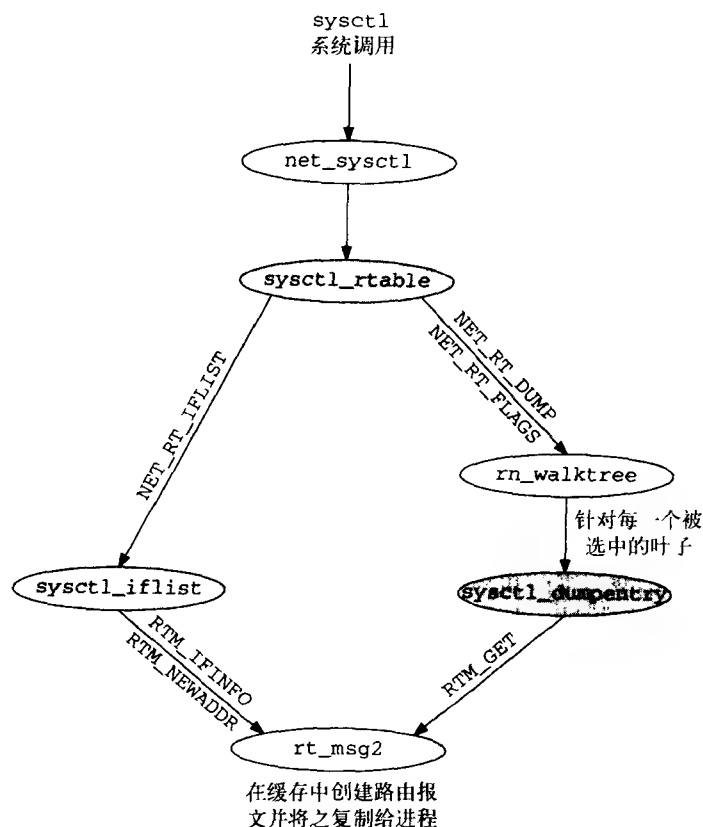 sysctl
系统调用
net_sysctl
sysctl_rtable
NET_RT_IFLIST
NET_RT_DUMP
NET_RT_FLAGS
rn_walktree
针对每一个被
选中的叶子
sysctl_iflist
sysctl_dumpentry
RTM_IFINFO
RTM_NEWADDR
RTM_GET
rt_msg2
在缓存中创建路由报
文并将之复制给进程